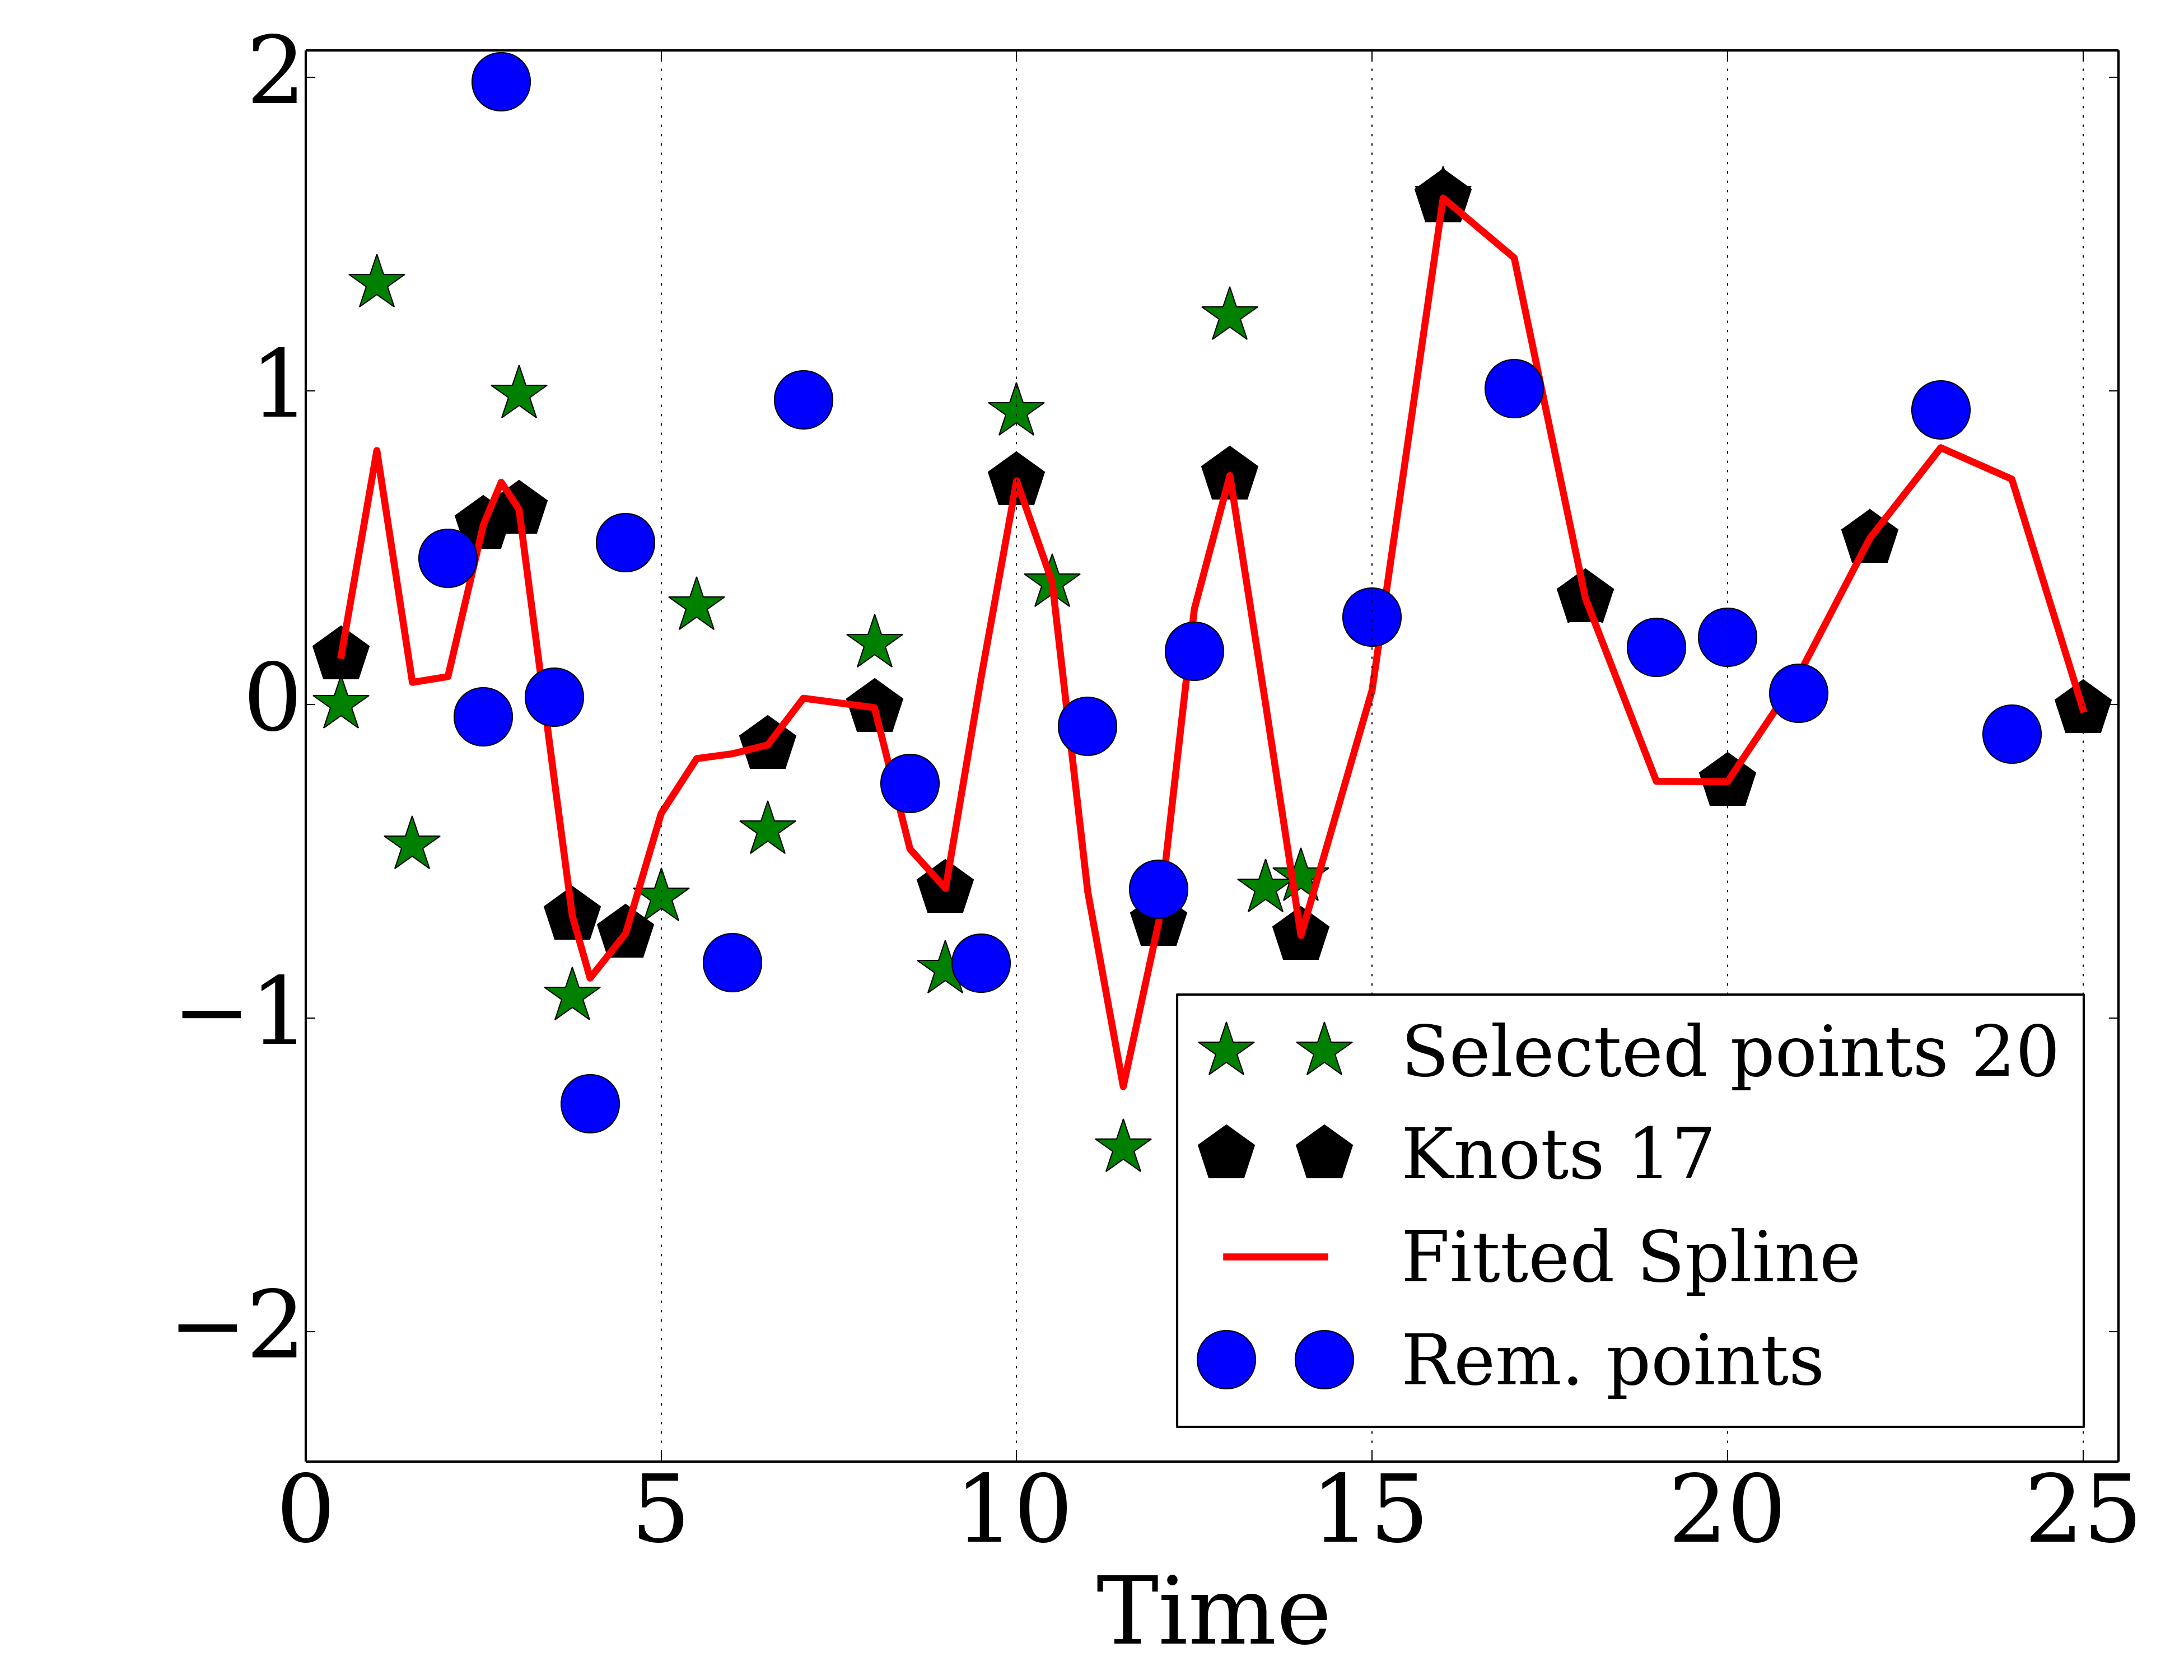 2
1
0
−1
−2
0 5 10 15 20 25
Time
Selected points 20
Knots 17
Fitted Spline
Rem. points